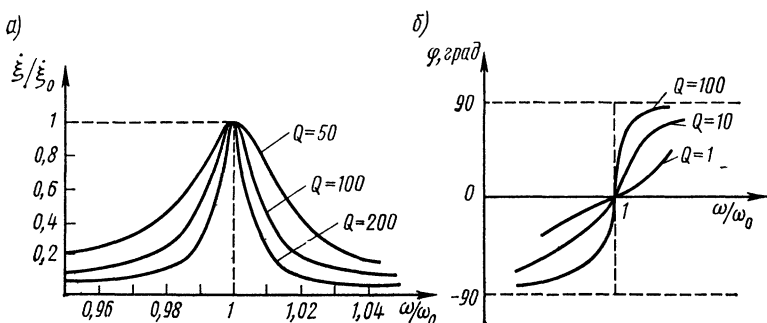 а)
ξ̇/ξ̇₀
1
0,8
0,6
0,4
0,2
Q=50
Q=100
Q=200
0,96
0,98
1
1,02
1,04
ω/ω₀
б)
φ, град
90
0
-90
Q=100
Q=10
Q=1
1
ω/ω₀